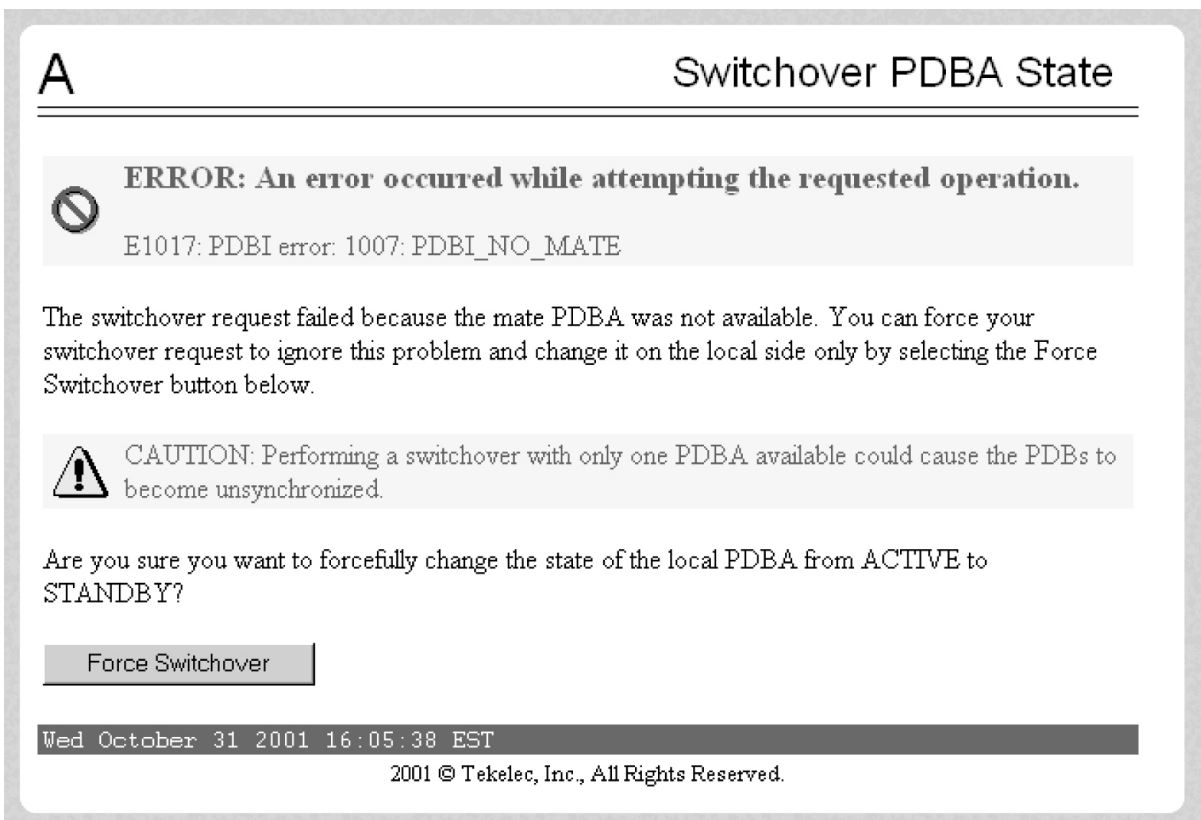 A
Switchover PDBA State
ERROR: An error occurred while attempting the requested operation.
E1017: PDBI error: 1007: PDBI_NO_MATE
The switchover request failed because the mate PDBA was not available. You can force your
switchover request to ignore this problem and change it on the local side only by selecting the Force
Switchover button below.
CAUTION: Performing a switchover with only one PDBA available could cause the PDBs to
become unsynchronized.
Are you sure you want to forcefully change the state of the local PDBA from ACTIVE to
STANDBY?
Force Switchover
Wed October 31 2001 16:05:38 EST
2001 © Tekelec, Inc., All Rights Reserved.